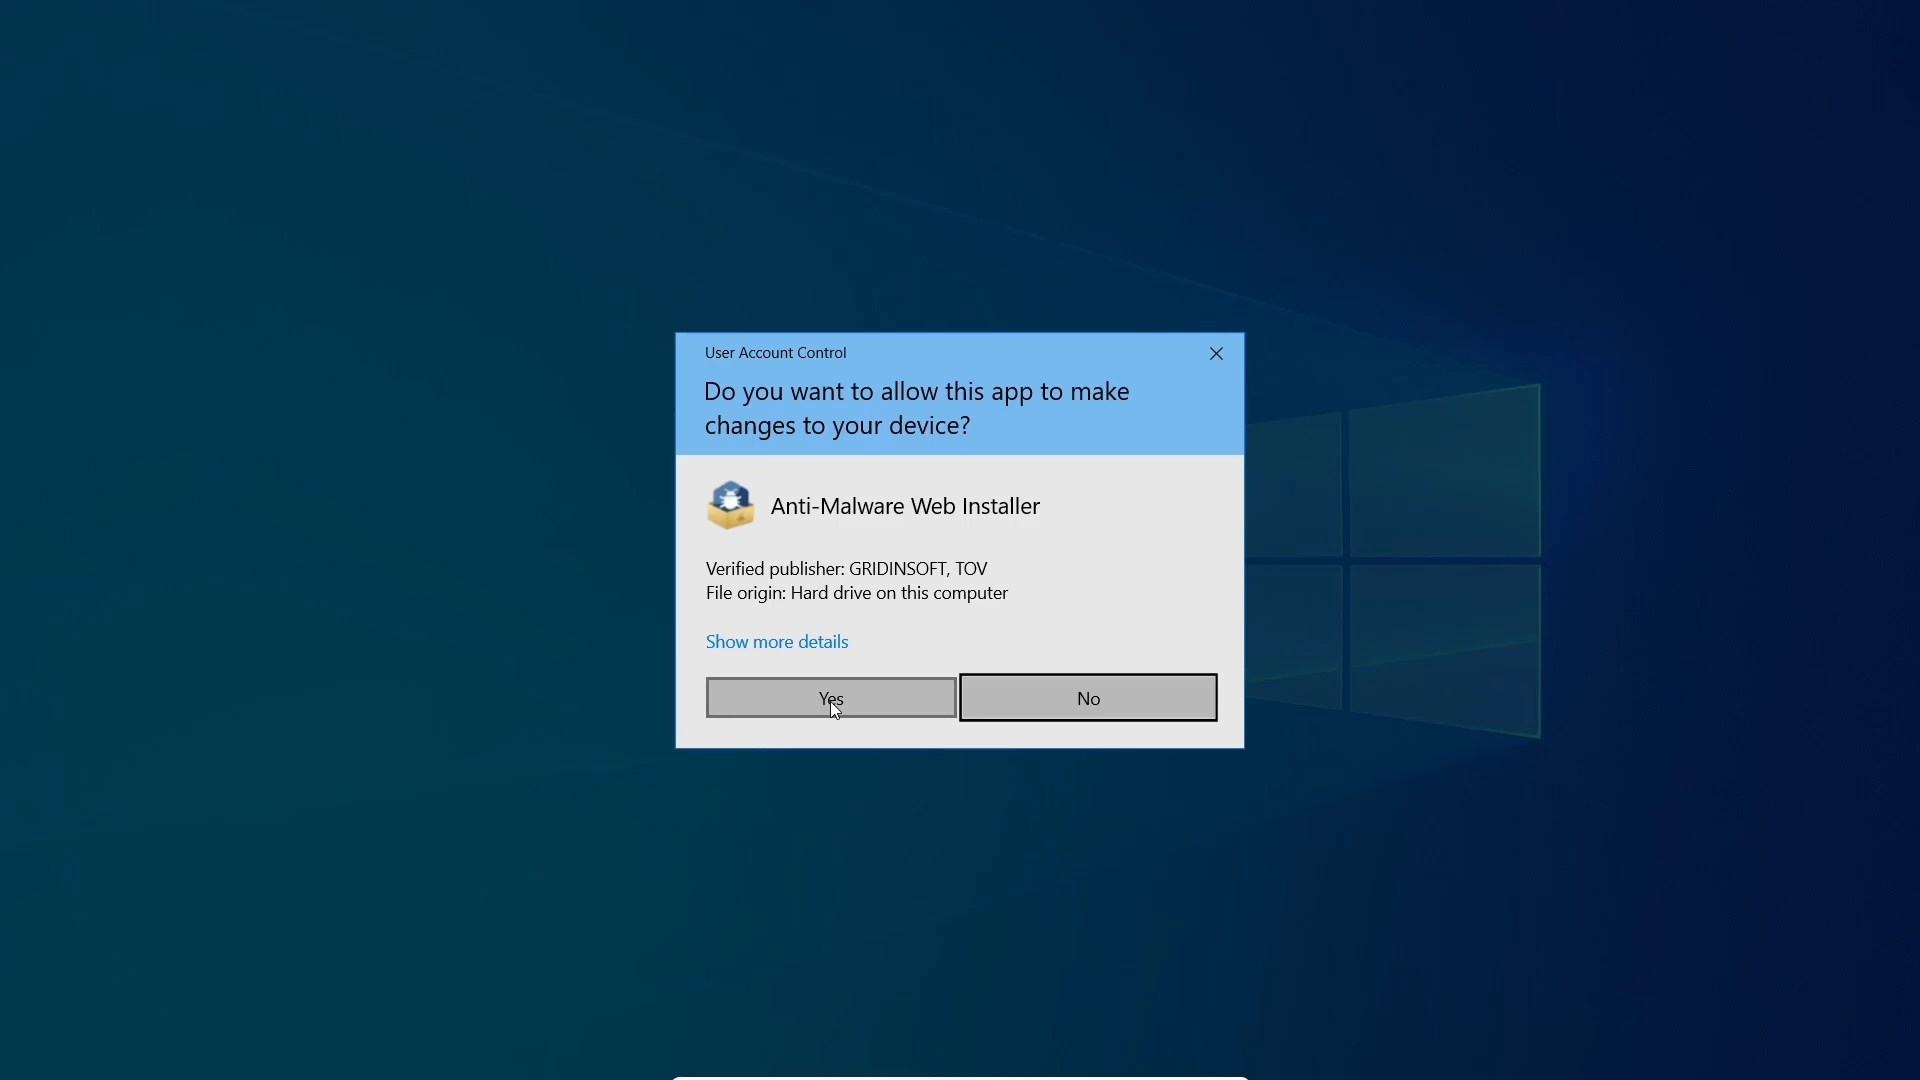 User Account Control
Do you want to allow this app to make
changes to your device?
Anti-Malware Web Installer
Verified publisher: GRIDINSOFT, TOV
File origin: Hard drive on this computer
Show more details
Yes
No